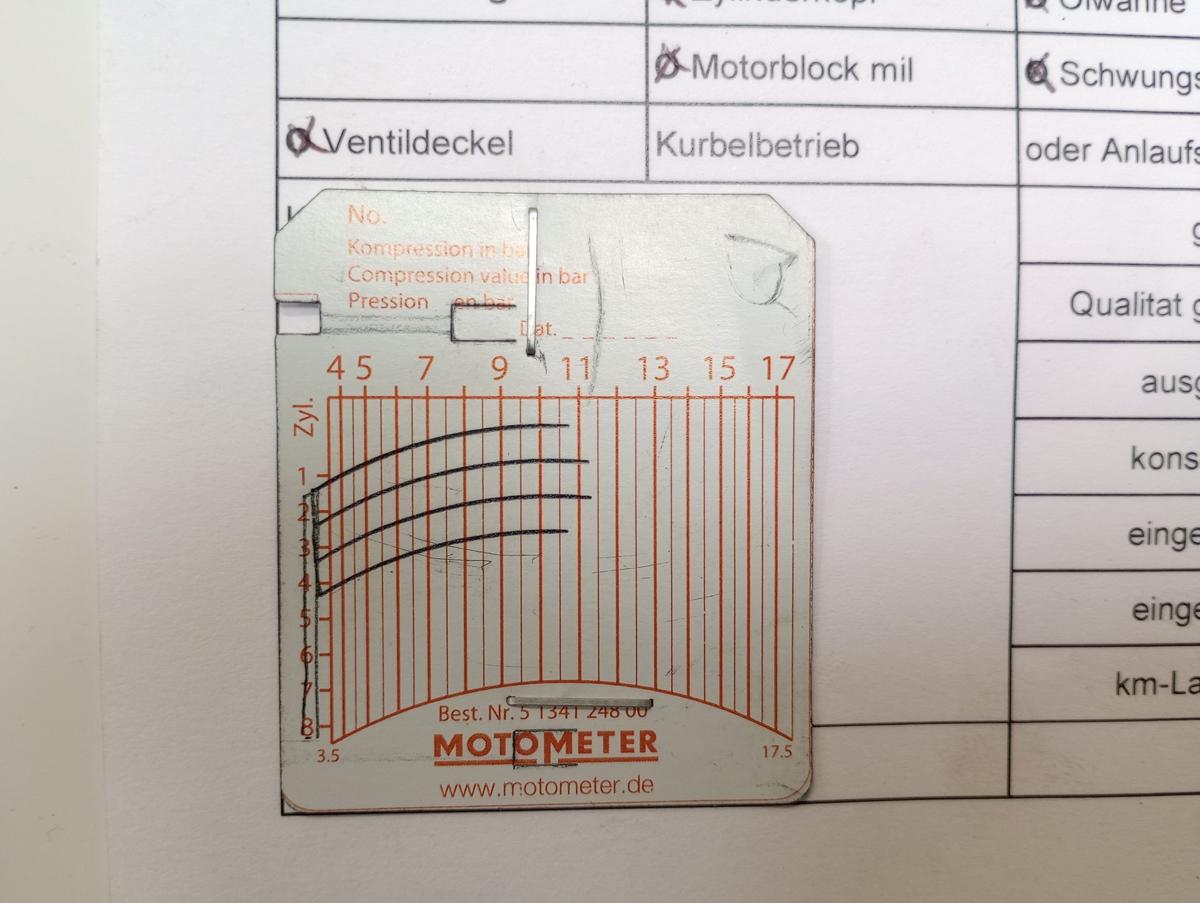 Motorblock mil
Schwungs
Ventildeckel
Kurbelbetrieb
oder Anlaufs
No.
Kompression in ba
Compression value in bar
Pression en bar
Dat.
Qualitat g
4 5 7 9 11 13 15 17
ausg
Zyl.
kons
1
2
3
einge
4
5
einge
6
7
km-La
8
Best. Nr. 5 1341 248 00
3.5
MOTOMETER
17.5
www.motometer.de